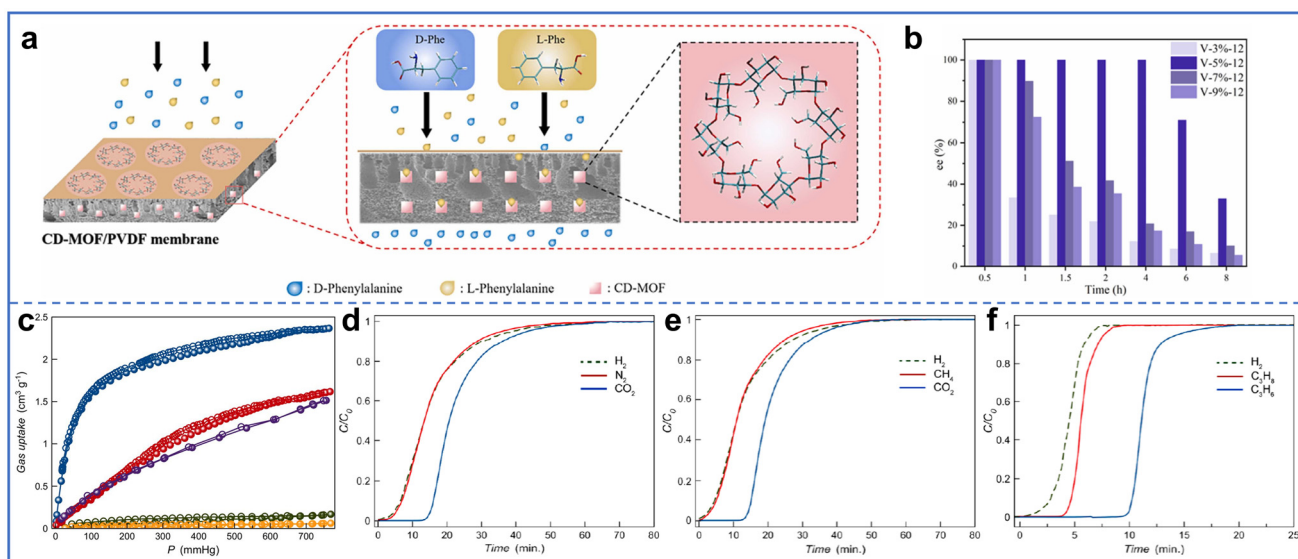 a
D-Phe
L-Phe
CD-MOF/PVDF membrane
: D-Phenylalanine
: L-Phenylalanine
: CD-MOF
b
V-3%-12
V-5%-12
V-7%-12
V-9%-12
ee (%)
100
80
60
40
20
0
0.5 1 1.5 2 4 6 8
Time (h)
c
Gas uptake (cm³ g⁻¹)
2.5
2
1.5
1
0.5
0
0 100 200 300 400 500 600 700
P (mmHg)
d
C/C₀
1
0.8
0.6
0.4
0.2
0
H₂
N₂
CO₂
0 10 20 30 40 50 60 70 80
Time (min.)
e
C/C₀
1
0.8
0.6
0.4
0.2
0
H₂
CH₄
CO₂
0 10 20 30 40 50 60 70 80
Time (min.)
f
C/C₀
1
0.8
0.6
0.4
0.2
0
H₂
C₃H₈
C₃H₆
0 5 10 15 20 25
Time (min.)